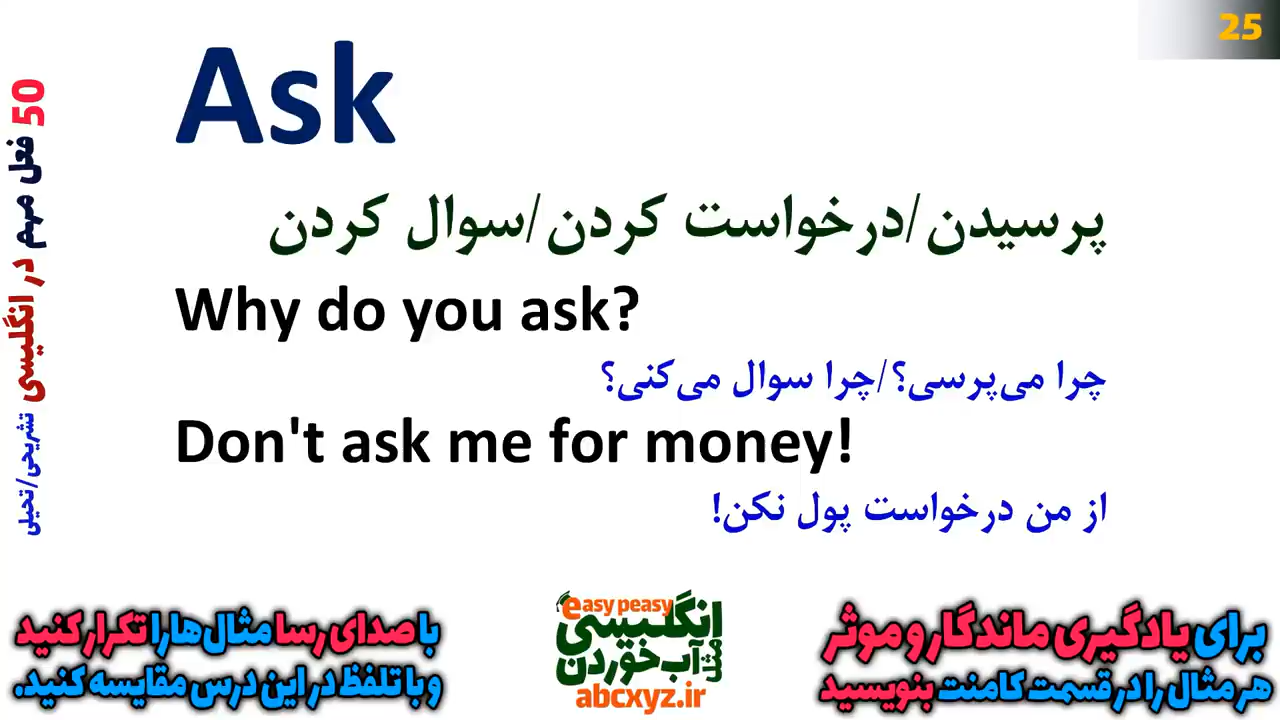 25
50 فعل مهم در انگلیسی تشریحی/تحیلی
Ask
پرسیدن/درخواست کردن/سوال کردن
Why do you ask?
چرا می‌پرسی؟/چرا سوال می‌کنی؟
Don't ask me for money!
از من درخواست پول نکن!
برای یادگیری ماندگار و موثر
هر مثال را در قسمت کامنت بنویسید
easy peasy
انگلیسی
مثل آب خوردن
abcxyz.ir
با صدای رسا مثال‌ها را تکرار کنید
و با تلفظ در این درس مقایسه کنید.